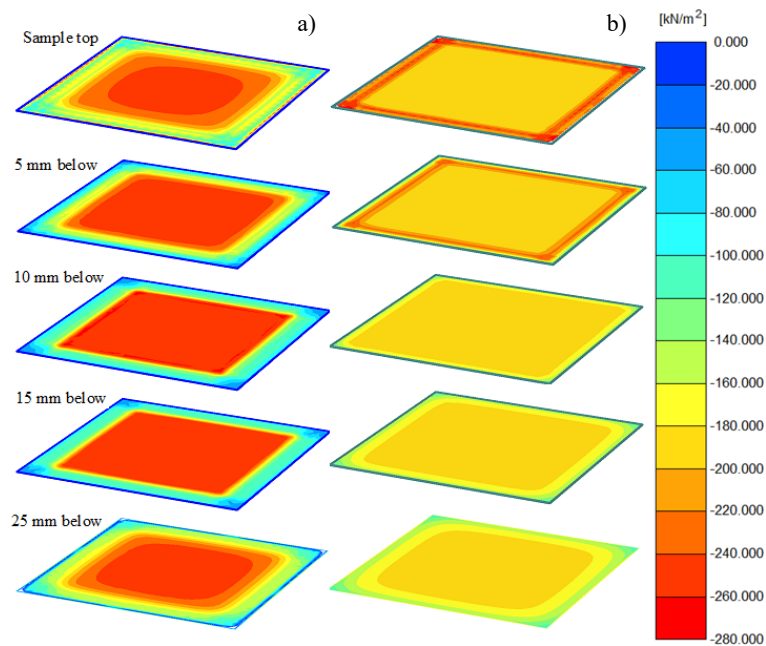 a)
b)
[kN/m²]
Sample top
5 mm below
10 mm below
15 mm below
25 mm below
0.000
-20.000
-40.000
-60.000
-80.000
-100.000
-120.000
-140.000
-160.000
-180.000
-200.000
-220.000
-240.000
-260.000
-280.000